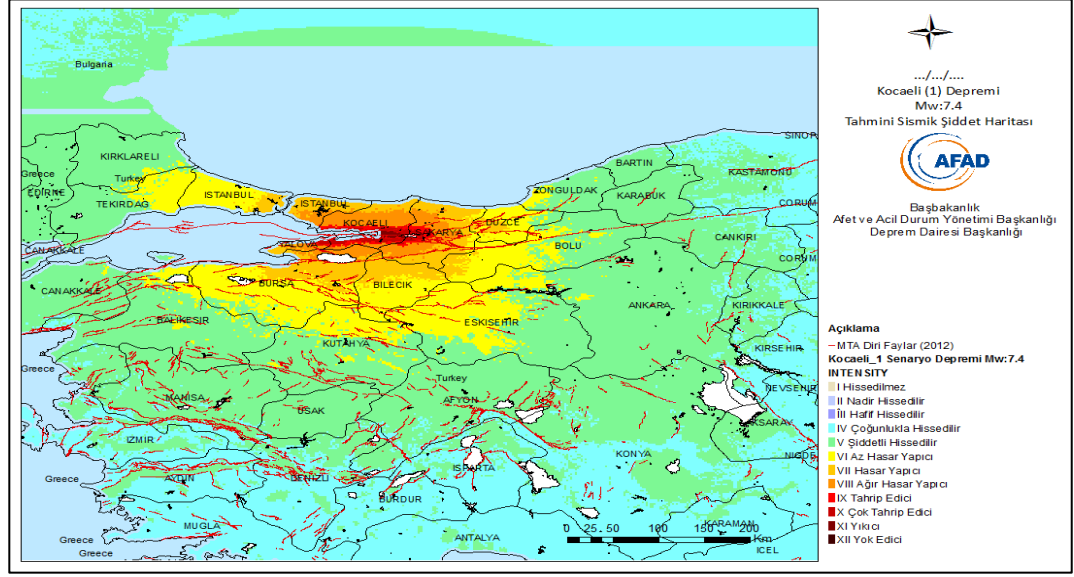 Bulgaria
KIRKLARELI
Greece
Turkey
EDIRNE
TEKIRDAG
ISTANBUL
ISTANBUL
KOCAELI
SAKARYA
YALOVA
DUZCE
ZONGULDAK
BARTIN
KARABUK
KASTAMONU
SINOP
CORUM
CANKIRI
CORUM
BOLU
CANAKKALE
CANAKKALE
BURSA
BILECIK
ANKARA
KIRIKKALE
BALIKESIR
ESKISEHIR
KUTAHYA
KIRSEHIR
Greece
Turkey
NEVSEHIR
MANISA
USAK
AFYON
AKSARAY
IZMIR
KONYA
NIGDE
Greece
AYDIN
DENIZLI
ISPARTA
BURDUR
MUGLA
KARAMAN
Greece
ANTALYA
Greece
ICEL
0 25 50 100 150 200
Km
.../.../....
Kocaeli (1) Depremi
Mw:7.4
Tahmini Sismik Şiddet Haritası
AFAD
Başbakanlık
Afet ve Acil Durum Yönetimi Başkanlığı
Deprem Dairesi Başkanlığı
Açıklama
MTA Diri Faylar (2012)
Kocaeli_1 Senaryo Depremi Mw:7.4
INTENSITY
I Hissedilmez
II Nadir Hissedilir
III Hafif Hissedilir
IV Çoğunlukla Hissedilir
V Şiddetli Hissedilir
VI Az Hasar Yapıcı
VII Hasar Yapıcı
VIII Ağır Hasar Yapıcı
IX Tahrip Edici
X Çok Tahrip Edici
XI Yıkıcı
XII Yok Edici